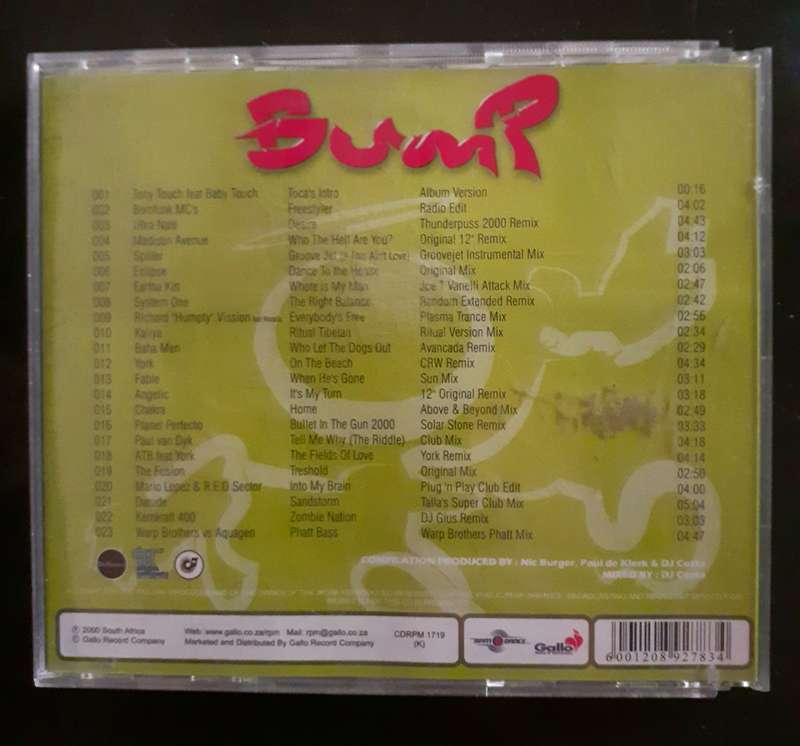 Bump
001 Tony Touch feat Baby Touch Toca's Intro Album Version 00:16
002 Bomfunk MC's Freestyler Radio Edit 04:02
003 Ultra Nate Desire Thunderpuss 2000 Remix 04:43
004 Madison Avenue Who The Hell Are You? Original 12" Remix 04:12
005 Spiller Groove Jet (If This Ain't Love) Groovejet Instrumental Mix 03:03
006 Eclipse Dance To the House Original Mix 02:06
007 Eartha Kitt Where Is My Man Joe T Vanelli Attack Mix 02:47
008 System One The Right Balance Random Extended Remix 02:42
009 Richard "Humpty" Vission Everybody's Free Plasma Trance Mix 02:56
010 Kaliya Ritual Tibetan Ritual Version Mix 02:34
011 Baha Men Who Let The Dogs Out Avancada Remix 02:29
012 York On The Beach CRW Remix 04:34
013 Fable When He's Gone Sun Mix 03:11
014 Angelic It's My Turn 12" Original Remix 03:18
015 Chakra Home Above & Beyond Mix 02:49
016 Planet Perfecto Bullet In The Gun 2000 Solar Stone Remix 03:33
017 Paul van Dyk Tell Me Why (The Riddle) Club Mix 04:18
018 ATB feat York The Fields Of Love York Remix 04:14
019 The Fusion Treshold Original Mix 02:50
020 Mario Lopez & R.E.D Sector Into My Brain Plug 'n Play Club Edit 04:00
021 Darude Sandstorm Talla's Super Club Mix 05:04
022 Kernkraft 400 Zombie Nation DJ Gius Remix 03:03
023 Warp Brothers vs Aquagen Phatt Bass Warp Brothers Phatt Mix 04:47
COMPILATION PRODUCED BY : Nic Burger, Paul de Klerk & DJ Costa
MIXED BY : DJ Costa
℗ 2000 South Africa
© Gallo Record Company
Web: www.gallo.co.za/rpm Mail: rpm@gallo.co.za
Marketed and Distributed By Gallo Record Company
CDRPM 1719
(K)
Gallo
6001208927834